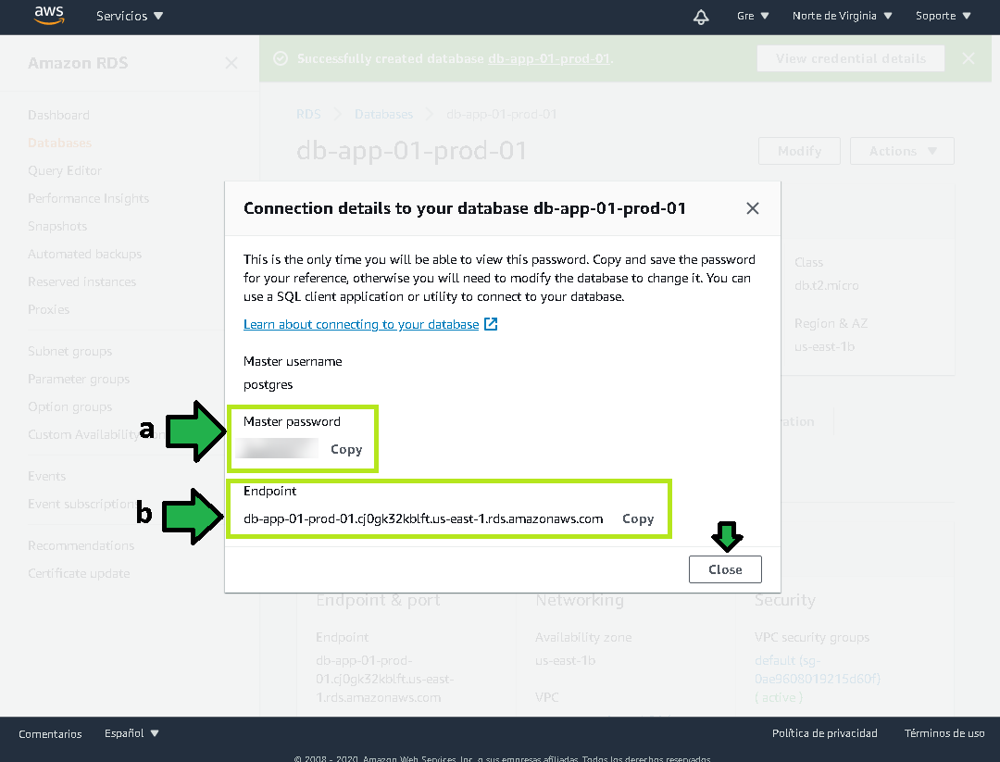 aws
Servicios
Gre
Norte de Virginia
Soporte
Amazon RDS
Successfully created database db-app-01-prod-01.
View credential details
Dashboard
Databases
Query Editor
Performance Insights
Snapshots
Automated backups
Reserved instances
Proxies
Subnet groups
Parameter groups
Option groups
Custom Availability
Events
Event subscription
Recommendations
Certificate update
RDS
Databases
db-app-01-prod-01
db-app-01-prod-01
Modify
Actions
Class
db.t2.micro
Region & AZ
us-east-1b
Connection details to your database db-app-01-prod-01
This is the only time you will be able to view this password. Copy and save the password
for your reference, otherwise you will need to modify the database to change it. You can
use a SQL client application or utility to connect to your database.
Learn about connecting to your database
Master username
postgres
a
Master password
Copy
b
Endpoint
db-app-01-prod-01.cj0gk32kblft.us-east-1.rds.amazonaws.com
Copy
Close
Endpoint & port
Endpoint
db-app-01-prod-
01.cj0gk32kblft.us-east-
1.rds.amazonaws.com
Networking
Availability zone
us-east-1b
VPC
Security
VPC security groups
default (sg-
0ae9608019215d60f)
( active )
Comentarios
Español
Política de privacidad
Términos de uso
© 2008 - 2020, Amazon Web Services, Inc. o sus empresas afiliadas. Todos los derechos reservados.